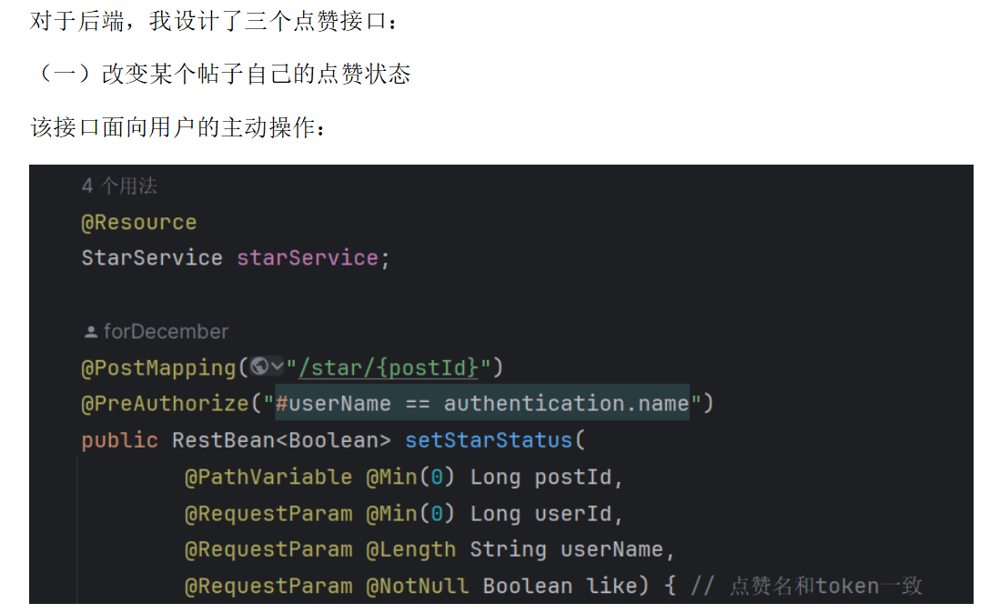 对于后端，我设计了三个点赞接口：
（一）改变某个帖子自己的点赞状态
该接口面向用户的主动操作：
4 个用法
@Resource
StarService starService;
forDecember
@PostMapping("/star/{postId}")
@PreAuthorize("#userName == authentication.name")
public RestBean<Boolean> setStarStatus(
@PathVariable @Min(0) Long postId,
@RequestParam @Min(0) Long userId,
@RequestParam @Length String userName,
@RequestParam @NotNull Boolean like) { // 点赞名和token一致